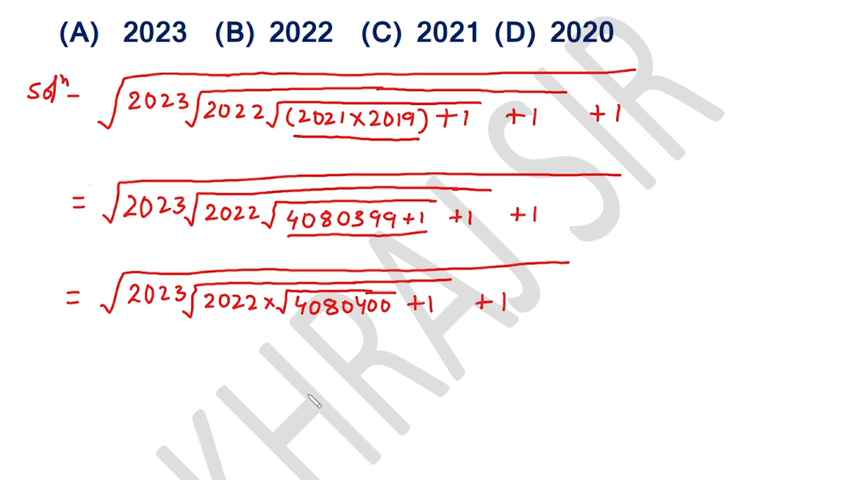 (A) 2023 (B) 2022 (C) 2021 (D) 2020
Solⁿ- √(2023√(2022√((2021×2019)+1) +1) +1)
= √(2023√(2022√(4080399+1) +1) +1)
= √(2023√(2022×√(4080400) +1) +1)
KHRAJ SIR